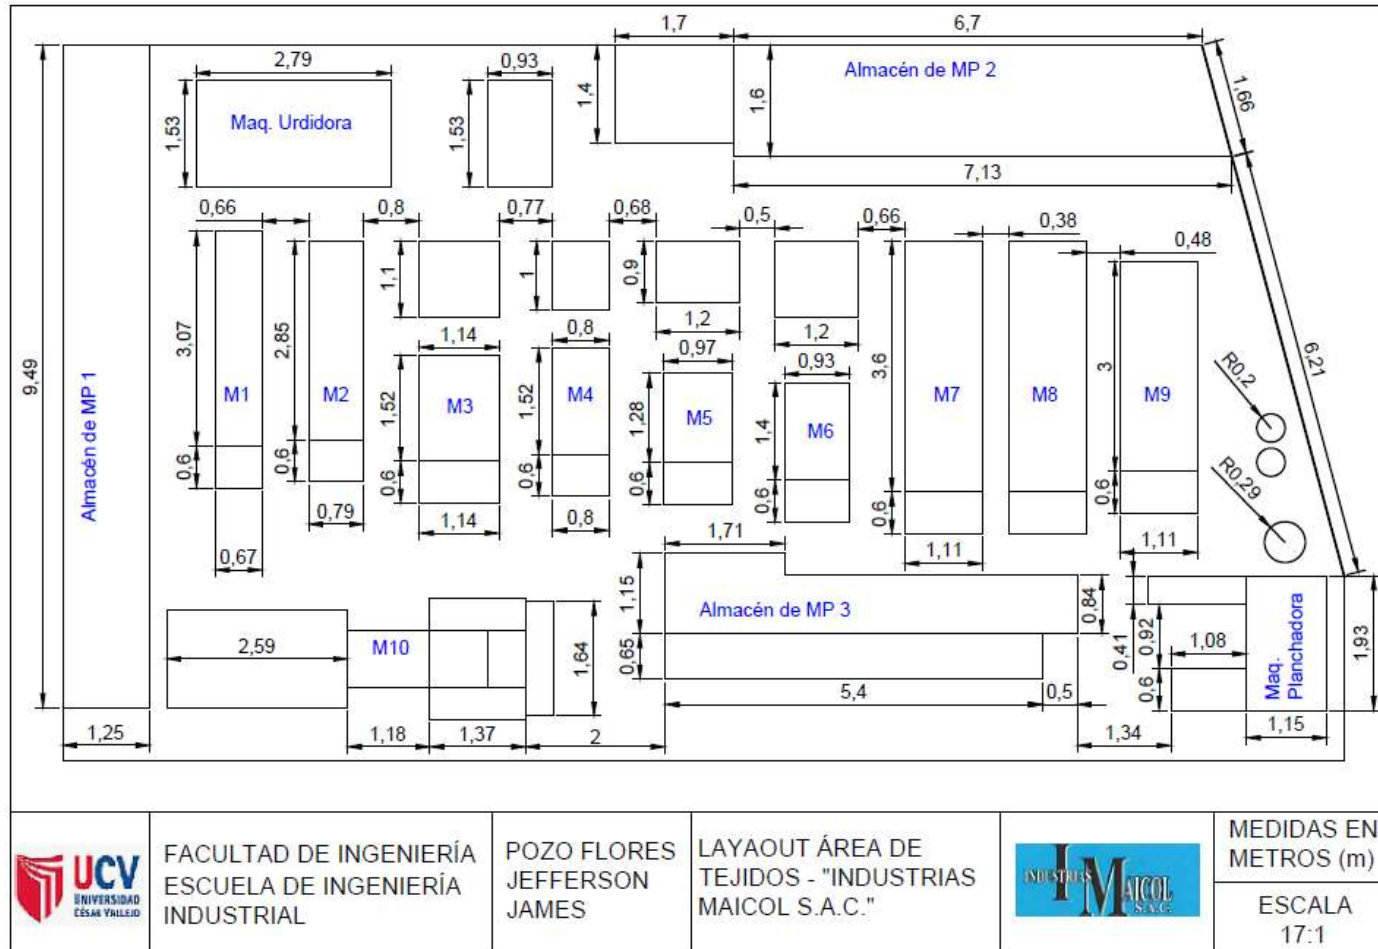 1,7
6,7
2,79
0,93
Almacén de MP 2
1,4
1,6
1,66
1,53
Maq. Urdidora
1,53
7,13
0,66
0,8
0,77
0,68
0,5
0,66
0,38
0,48
1,1
1
0,9
3,07
2,85
1,14
0,8
1,2
1,2
3,6
3
6,21
9,49
0,97
0,93
R0,2
Almacén de MP 1
M1
M2
M3
M4
M5
M6
M7
M8
M9
1,52
1,52
1,28
1,4
0,6
0,6
0,6
0,6
0,6
0,6
0,6
0,6
R0,29
0,67
0,79
1,14
0,8
1,11
1,11
1,71
1,15
Almacén de MP 3
0,84
2,59
M10
1,64
0,65
0,41
0,92
1,08
0,6
Maq.
Planchadora
1,93
5,4
0,5
1,25
1,18
1,37
2
1,34
1,15
UCV
UNIVERSIDAD
CÉSAR VALLEJO
FACULTAD DE INGENIERÍA
ESCUELA DE INGENIERÍA
INDUSTRIAL
POZO FLORES
JEFFERSON
JAMES
LAYAOUT ÁREA DE
TEJIDOS - "INDUSTRIAS
MAICOL S.A.C."
INDUSTRIAS
MAICOL
S.A.C.
MEDIDAS EN
METROS (m)
ESCALA
17:1